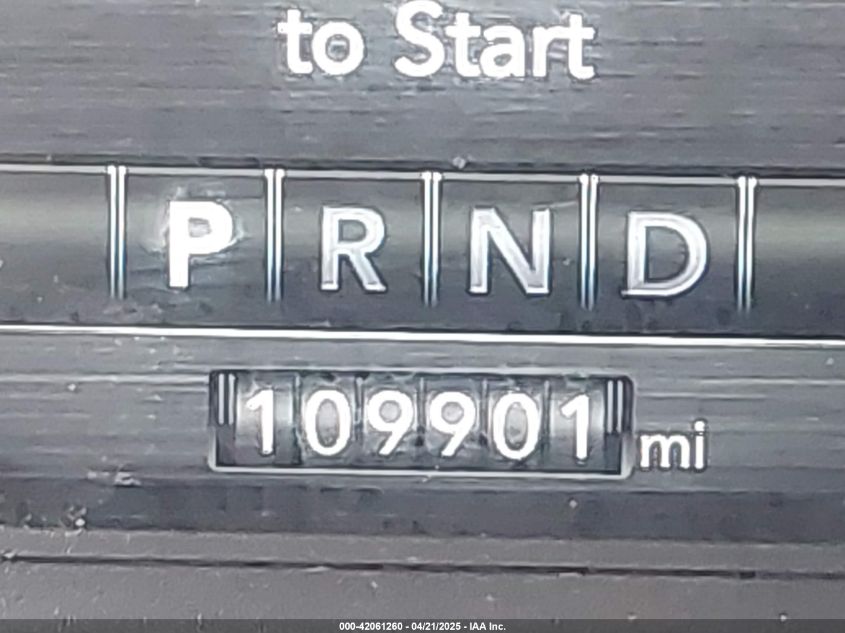 to Start
P R N D
109901 mi
000-42061260 - 04/21/2025 - IAA Inc.